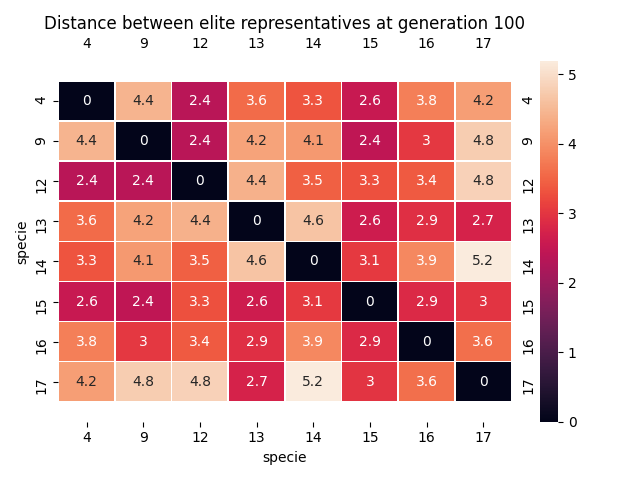 Distance between elite representatives at generation 100
4 9 12 13 14 15 16 17
4 0 4.4 2.4 3.6 3.3 2.6 3.8 4.2 4
9 4.4 0 2.4 4.2 4.1 2.4 3 4.8 9
12 2.4 2.4 0 4.4 3.5 3.3 3.4 4.8 12
13 3.6 4.2 4.4 0 4.6 2.6 2.9 2.7 13
14 3.3 4.1 3.5 4.6 0 3.1 3.9 5.2 14
15 2.6 2.4 3.3 2.6 3.1 0 2.9 3 15
16 3.8 3 3.4 2.9 3.9 2.9 0 3.6 16
17 4.2 4.8 4.8 2.7 5.2 3 3.6 0 17
4 9 12 13 14 15 16 17
specie
specie
5
4
3
2
1
0